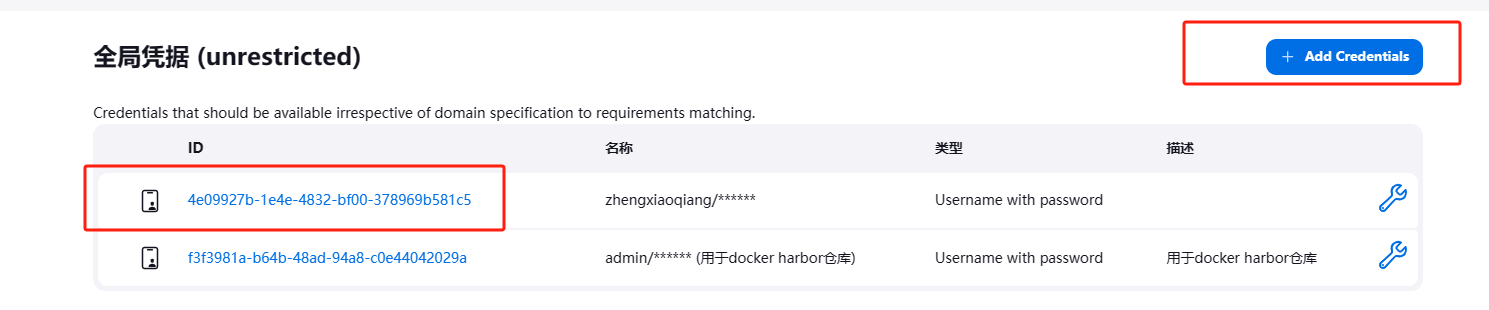 全局凭据 (unrestricted)
+ Add Credentials
Credentials that should be available irrespective of domain specification to requirements matching.
ID 名称 类型 描述
4e09927b-1e4e-4832-bf00-378969b581c5 zhengxiaoqiang/****** Username with password
f3f3981a-b64b-48ad-94a8-c0e44042029a admin/****** (用于docker harbor仓库) Username with password 用于docker harbor仓库